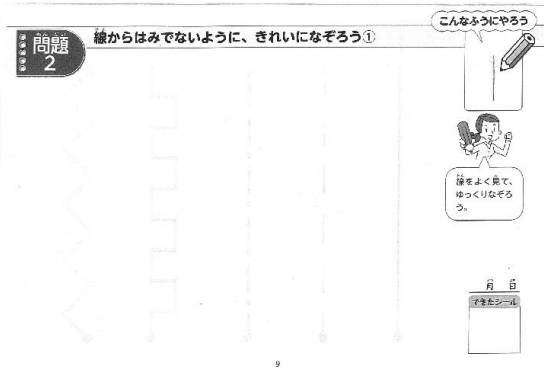 問題
2
線からはみでないように、きれいになぞろう①
こんなふうにやろう
線をよく見て、
ゆっくりなぞろ
う。
月 日
できたシール
9